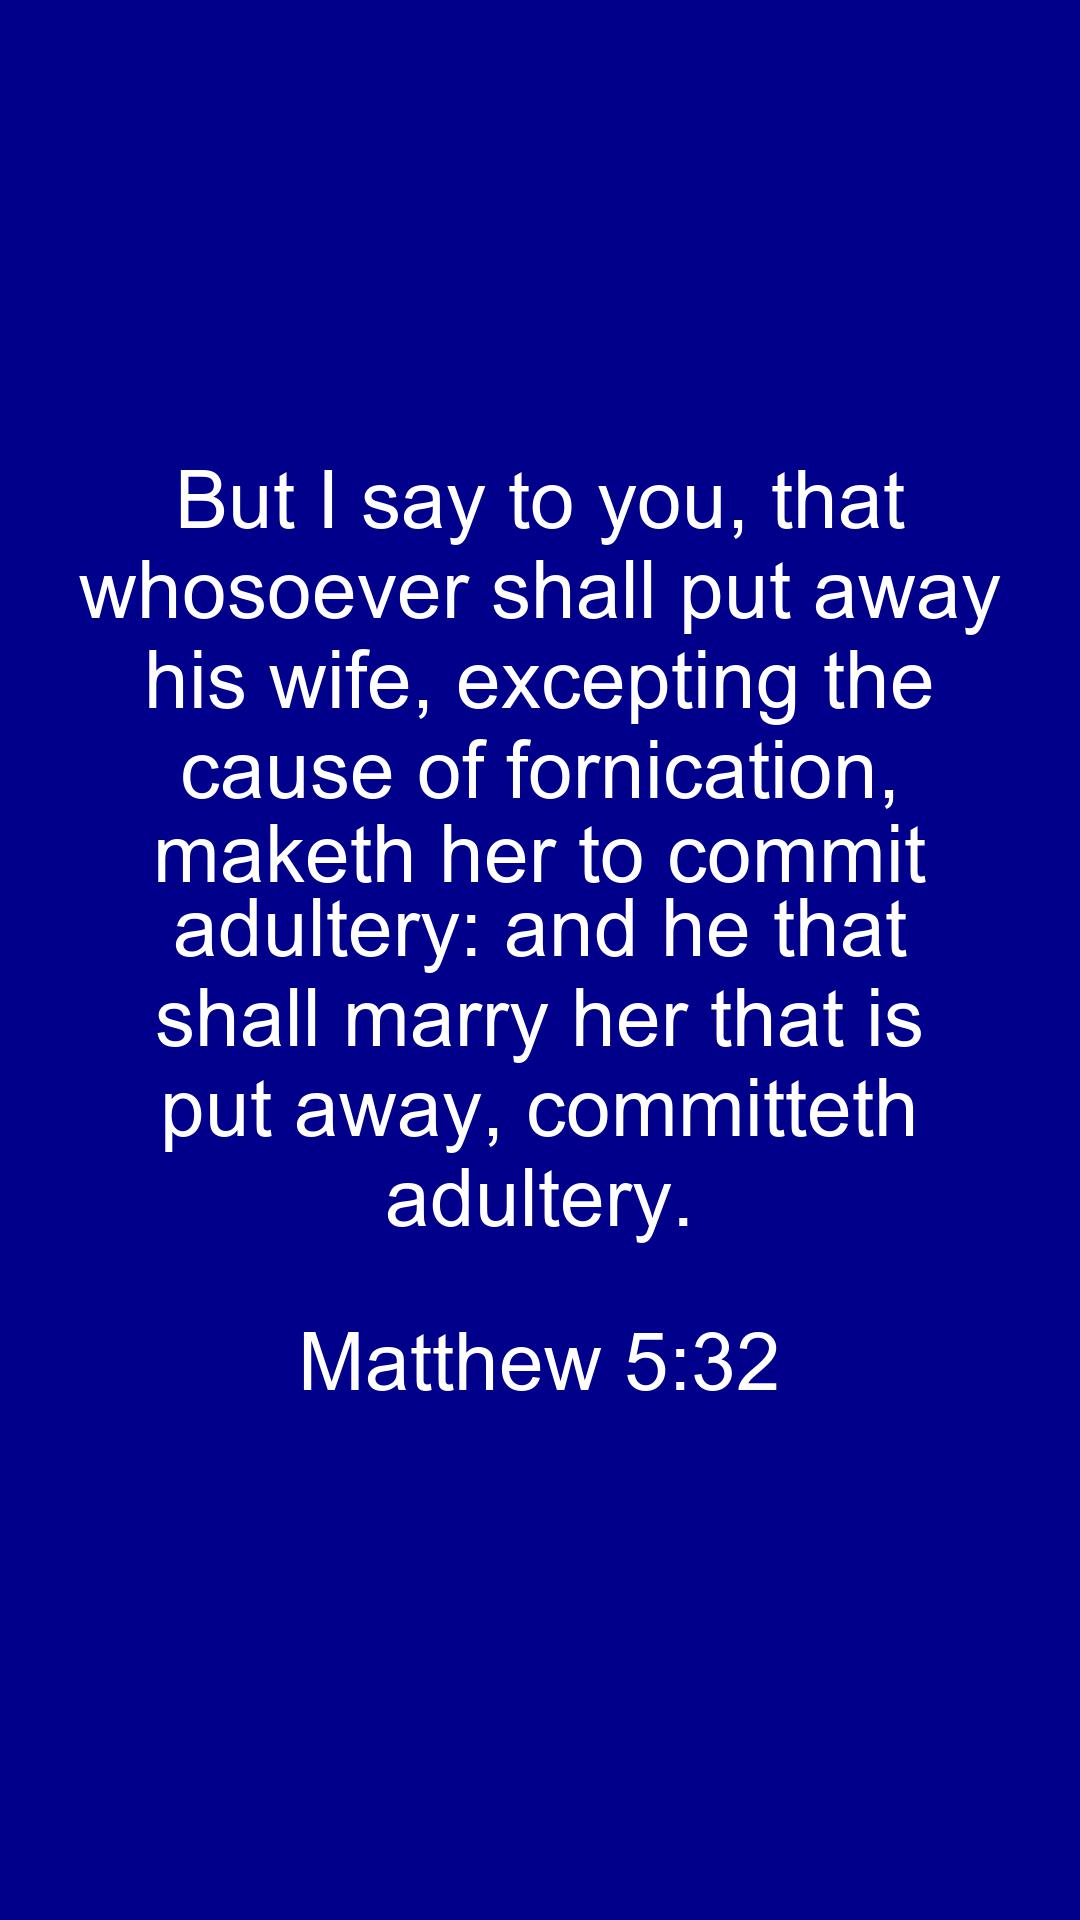 But I say to you, that
whosoever shall put away
his wife, excepting the
cause of fornication,
maketh her to commit
adultery: and he that
shall marry her that is
put away, committeth
adultery.
Matthew 5:32